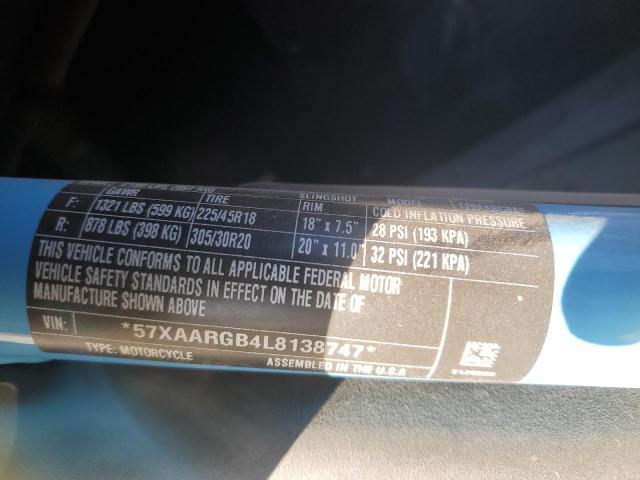 SLINGSHOT MODEL
GAWR TIRE RIM COLD INFLATION PRESSURE
F: 1321 LBS (599 KG) 225/45R18 18" x 7.5" 28 PSI (193 KPA)
R: 878 LBS (398 KG) 305/30R20 20" x 11.0" 32 PSI (221 KPA)
THIS VEHICLE CONFORMS TO ALL APPLICABLE FEDERAL MOTOR
VEHICLE SAFETY STANDARDS IN EFFECT ON THE DATE OF
MANUFACTURE SHOWN ABOVE
VIN: *57XAARGB4L8138747*
TYPE: MOTORCYCLE ASSEMBLED IN THE U.S.A